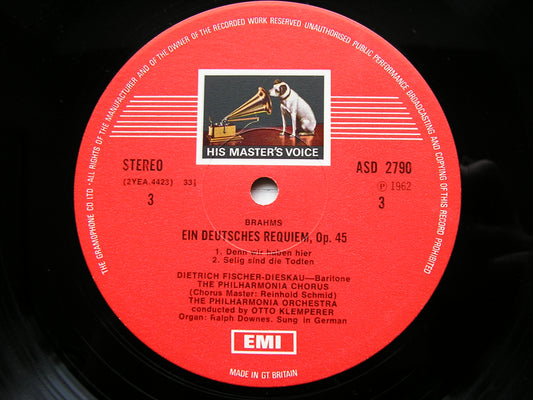 THE GRAMOPHONE CO LTD · ALL RIGHTS OF THE MANUFACTURER AND OF THE OWNER OF THE RECORDED WORK RESERVED UNAUTHORISED PUBLIC PERFORMANCE BROADCASTING AND COPYING OF THIS RECORD PROHIBITED
HIS MASTER'S VOICE
STEREO
ASD 2790
(2YEA.4423) 33⅓
Ⓟ 1962
3
3
BRAHMS
EIN DEUTSCHES REQUIEM, Op. 45
1. Denn wir haben hier
2. Selig sind die Todten
DIETRICH FISCHER-DIESKAU—Baritone
THE PHILHARMONIA CHORUS
(Chorus Master: Reinhold Schmid)
THE PHILHARMONIA ORCHESTRA
conducted by OTTO KLEMPERER
Organ: Ralph Downes. Sung in German
EMI
MADE IN GT. BRITAIN